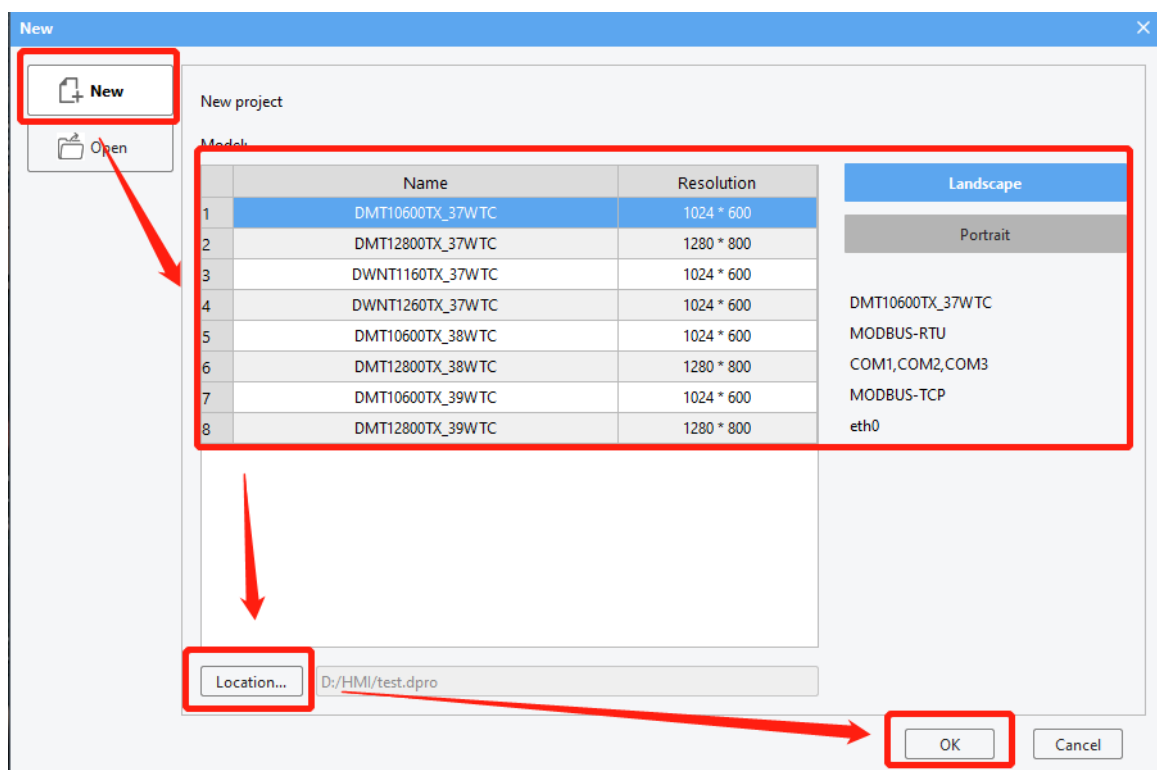 New
New
Open
New project
Model:
Name Resolution
1 DMT10600TX_37WTC 1024 * 600
2 DMT12800TX_37WTC 1280 * 800
3 DWNT1160TX_37WTC 1024 * 600
4 DWNT1260TX_37WTC 1024 * 600
5 DMT10600TX_38WTC 1024 * 600
6 DMT12800TX_38WTC 1280 * 800
7 DMT10600TX_39WTC 1024 * 600
8 DMT12800TX_39WTC 1280 * 800
Landscape
Portrait
DMT10600TX_37WTC
MODBUS-RTU
COM1,COM2,COM3
MODBUS-TCP
eth0
Location... D:/HMI/test.dpro
OK Cancel